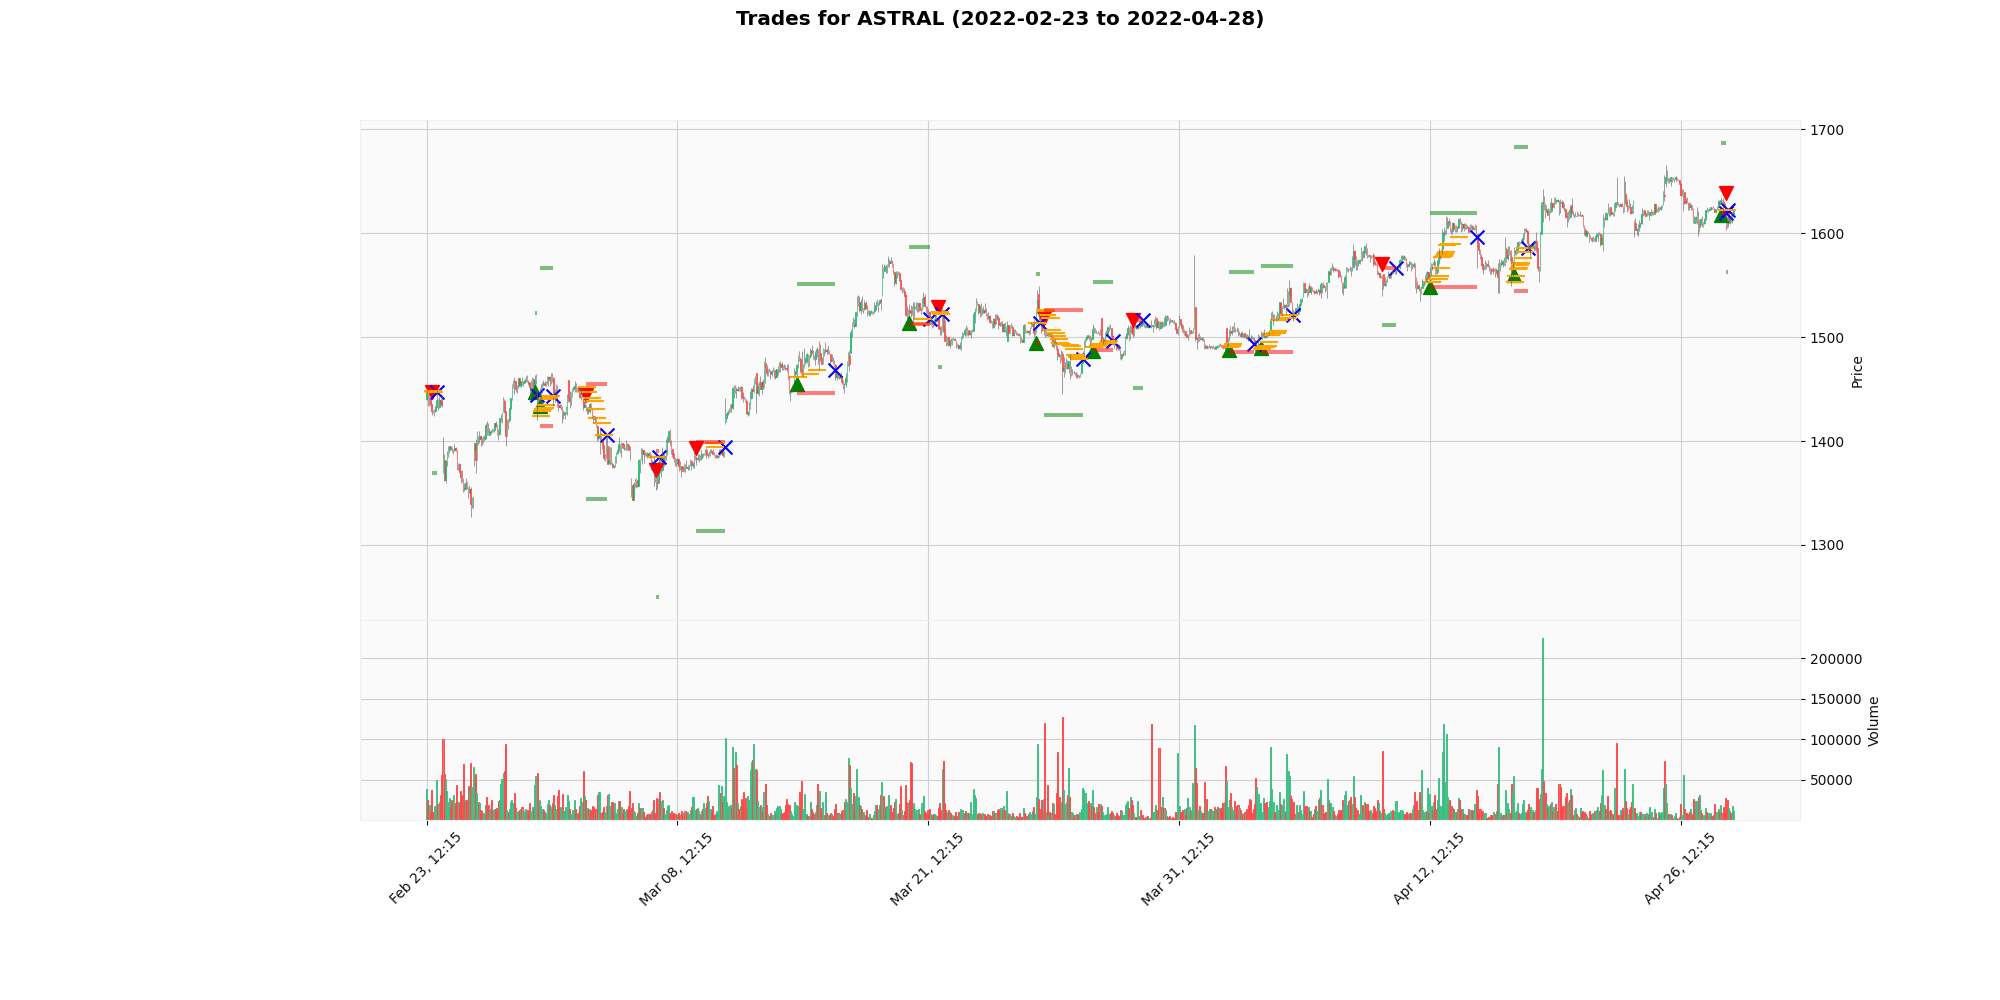 Trades for ASTRAL (2022-02-23 to 2022-04-28)
1700
1600
1500
1400
1300
Price
200000
150000
100000
50000
Volume
Feb 23, 12:15
Mar 08, 12:15
Mar 21, 12:15
Mar 31, 12:15
Apr 12, 12:15
Apr 26, 12:15